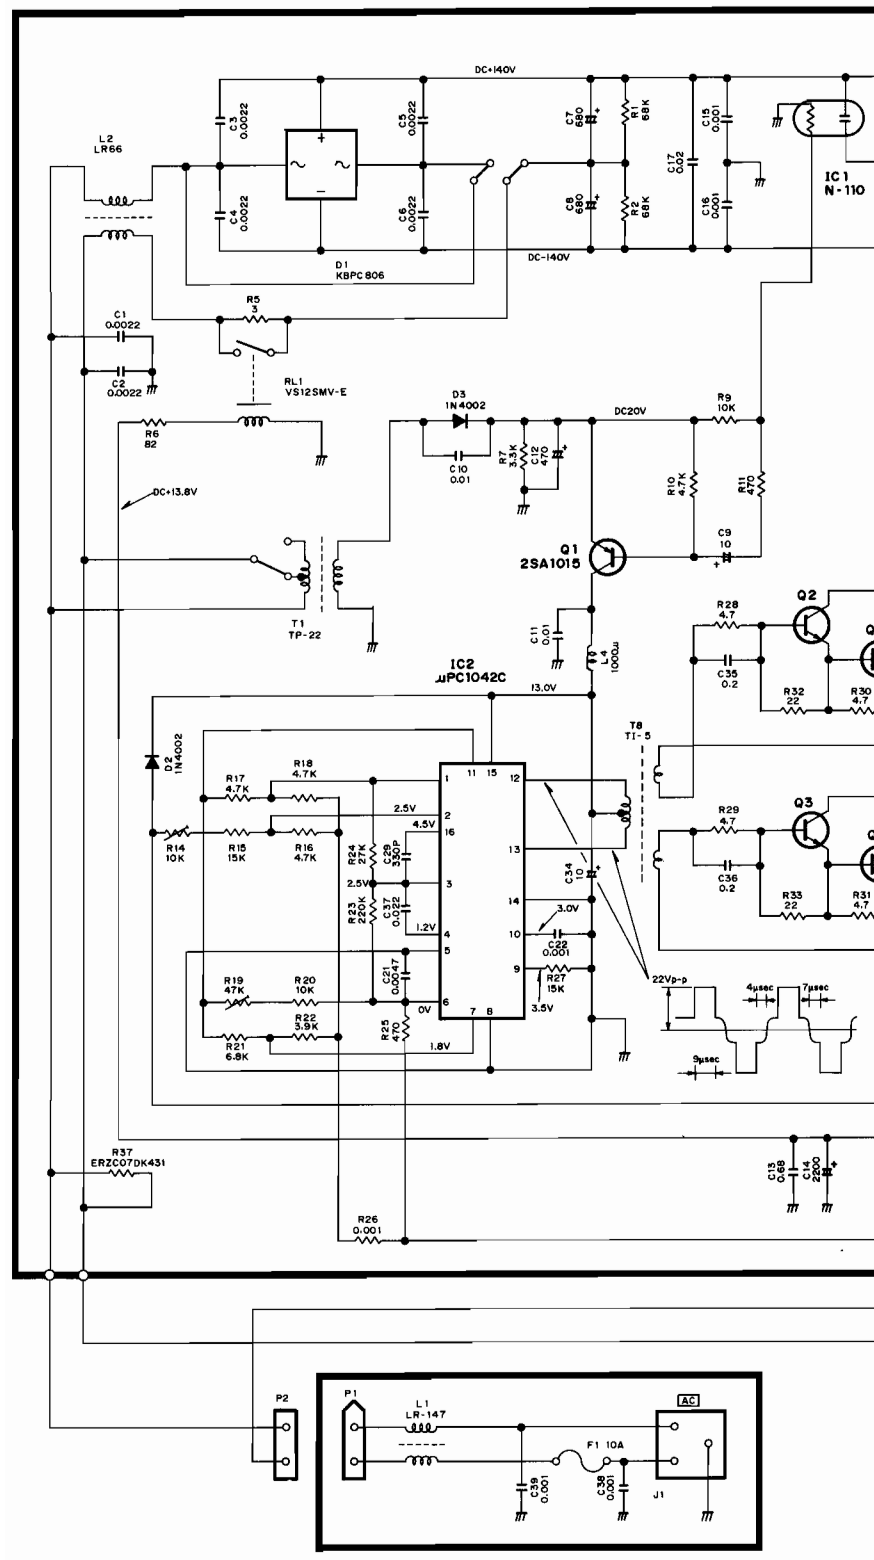 DC+140V
C3
0.0022
C5
0.0022
C7
680
R1
68K
C17
0.02
C15
0.001
L2
LR66
IC1
N-110
C4
0.0022
C6
0.0022
C8
680
R2
68K
C16
0.001
D1
KBPC806
DC-140V
R5
3
C1
0.0022
C2
0.0022
RL1
VS12SMV-E
R6
82
D3
1N4002
C10
0.01
R7
3.3K
C12
470
DC20V
R9
10K
R10
4.7K
R11
470
C9
10
DC+13.8V
Q1
2SA1015
T1
TP-22
C11
0.01
L4
1000μ
Q2
R28
4.7
C35
0.2
R32
22
R30
4.7
IC2
μPC1042C
13.0V
T8
TI-5
D2
1N4002
R17
4.7K
R18
4.7K
11
15
1
12
2.5V
2
4.5V
16
R14
10K
R15
15K
R16
4.7K
R24
27K
C29
330P
13
C34
10
2.5V
3
R23
220K
C37
0.022
14
1.2V
4
10
3.0V
C22
0.001
5
C21
0.0047
9
R27
15K
3.5V
R19
47K
R20
10K
0V
6
7
8
R21
6.8K
R22
3.9K
R25
470
1.8V
Q3
R29
4.7
C36
0.2
R33
22
R31
4.7
22Vp-p
4μsec
7μsec
9μsec
R37
ERZC07DK431
C13
0.68
C14
2200
R26
0.001
P2
P1
L1
LR-147
AC
F1 10A
C39
0.001
C38
0.001
J1